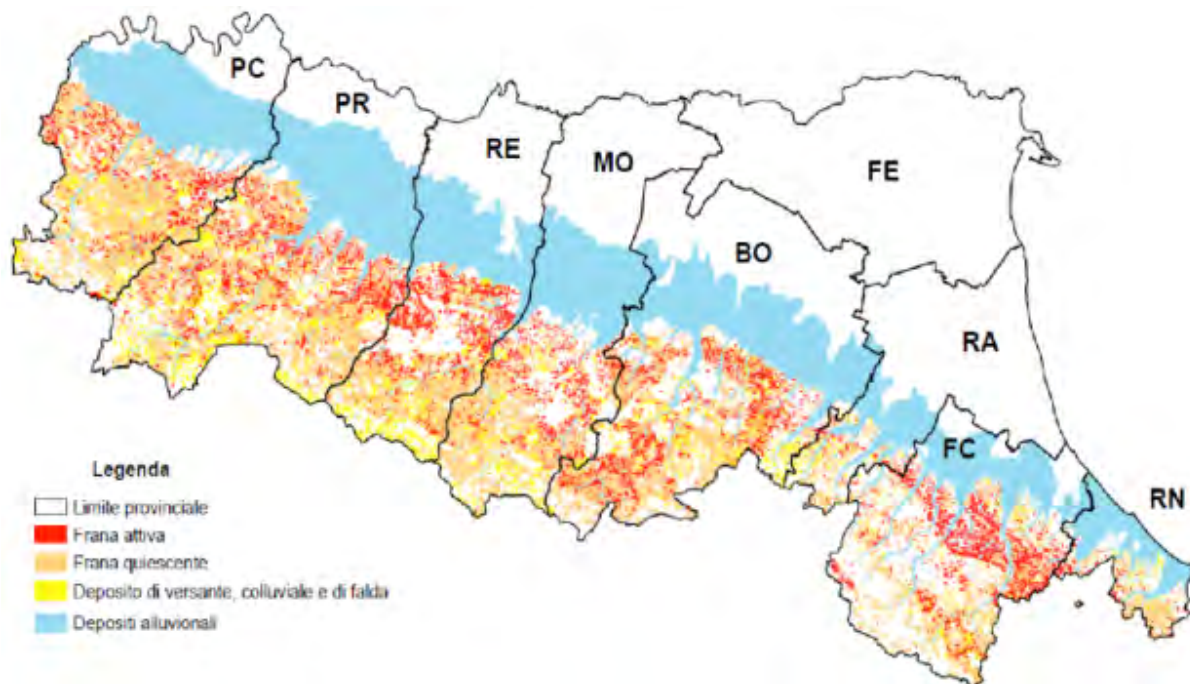 PC
PR
RE
MO
FE
BO
RA
FC
RN
Legenda
Limite provinciale
Frana attiva
Frana quiescente
Deposito di versante, colluviale e di falda
Depositi alluvionali